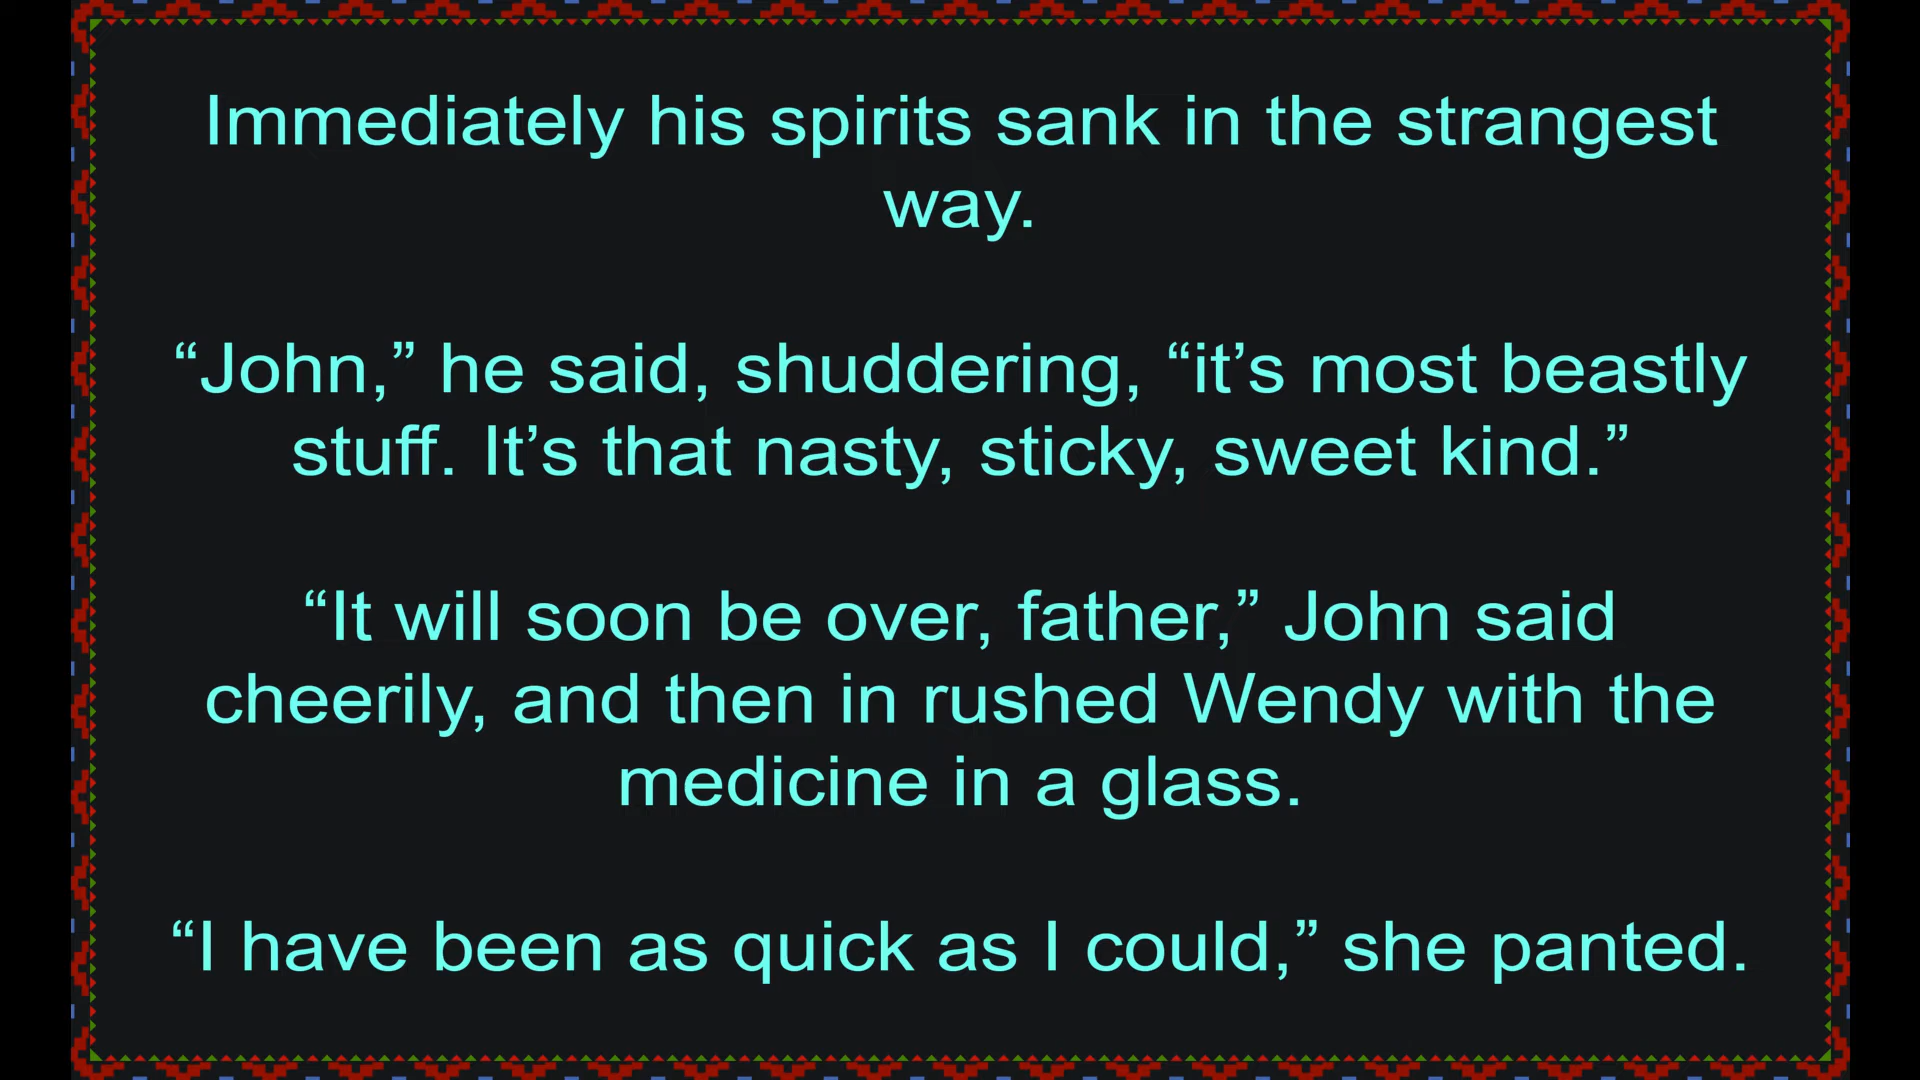 Immediately his spirits sank in the strangest
way.
“John,” he said, shuddering, “it’s most beastly
stuff. It’s that nasty, sticky, sweet kind.”
“It will soon be over, father,” John said
cheerily, and then in rushed Wendy with the
medicine in a glass.
“I have been as quick as I could,” she panted.